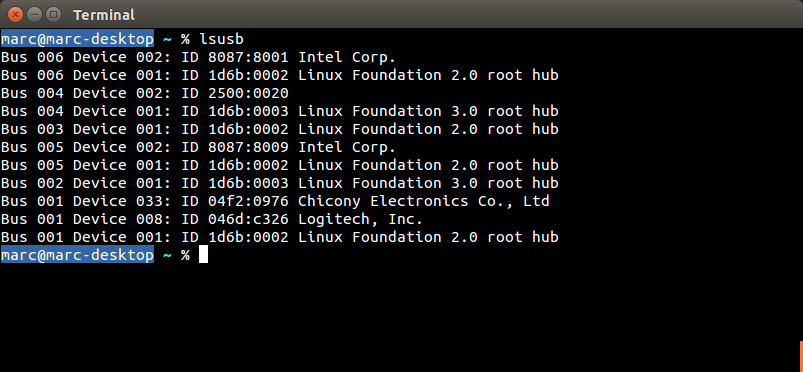 Terminal
marc@marc-desktop ~ % lsusb
Bus 006 Device 002: ID 8087:8001 Intel Corp.
Bus 006 Device 001: ID 1d6b:0002 Linux Foundation 2.0 root hub
Bus 004 Device 002: ID 2500:0020
Bus 004 Device 001: ID 1d6b:0003 Linux Foundation 3.0 root hub
Bus 003 Device 001: ID 1d6b:0002 Linux Foundation 2.0 root hub
Bus 005 Device 002: ID 8087:8009 Intel Corp.
Bus 005 Device 001: ID 1d6b:0002 Linux Foundation 2.0 root hub
Bus 002 Device 001: ID 1d6b:0003 Linux Foundation 3.0 root hub
Bus 001 Device 033: ID 04f2:0976 Chicony Electronics Co., Ltd
Bus 001 Device 008: ID 046d:c326 Logitech, Inc.
Bus 001 Device 001: ID 1d6b:0002 Linux Foundation 2.0 root hub
marc@marc-desktop ~ %